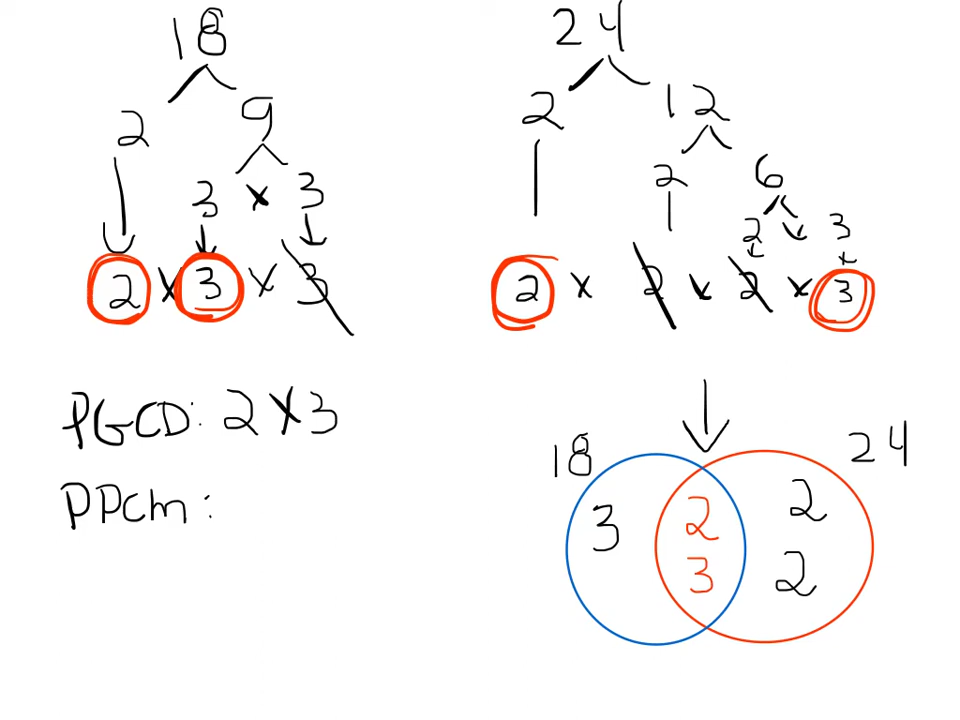 18 24
2 9 2 12
3 x 3 2 6
2 x 3
2 x 3 x 3 2 x 2 x 2 x 3
PGCD: 2 x 3
18 24
PPCM:
3 2 2
3 2